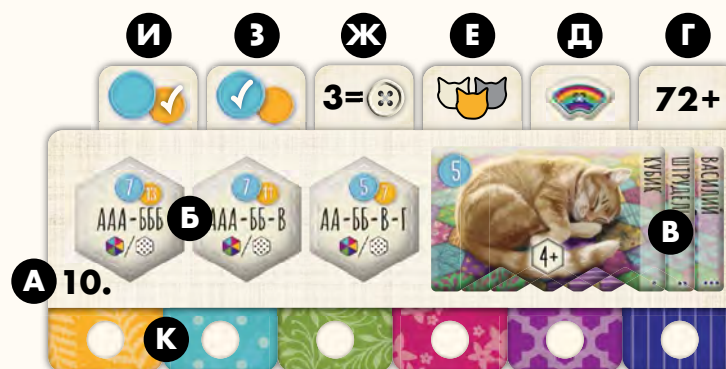 И З Ж Е Д Г
3= 72+
7 13 7 11 5 7 5
ААА-БББ Б ААА-ББ-В АА-ББ-В-Г КУБИК ШТРУДЕЛЬ ВАСИЛИЙ
/ / / 4+ В
А 10.
К